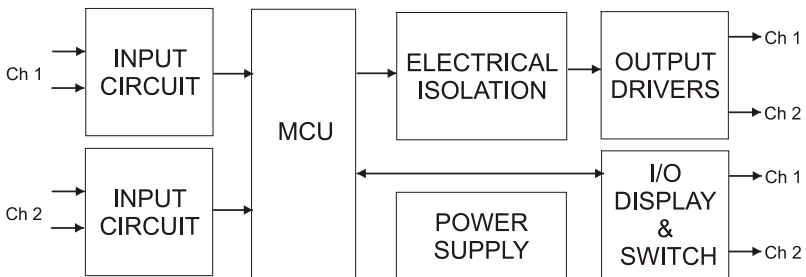 Ch 1
INPUT
CIRCUIT
Ch 2
INPUT
CIRCUIT
MCU
ELECTRICAL
ISOLATION
OUTPUT
DRIVERS
Ch 1
Ch 2
POWER
SUPPLY
I/O
DISPLAY
&
SWITCH
Ch 1
Ch 2